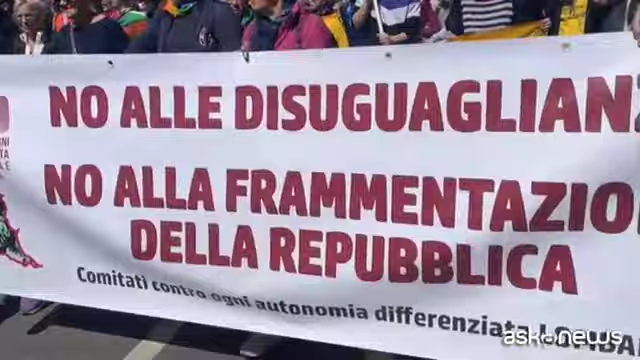 NO ALLE DISUGUAGLIANZ
NO ALLA FRAMMENTAZIO
DELLA REPUBBLICA
Comitati contro ogni autonomia differenziata
askanews